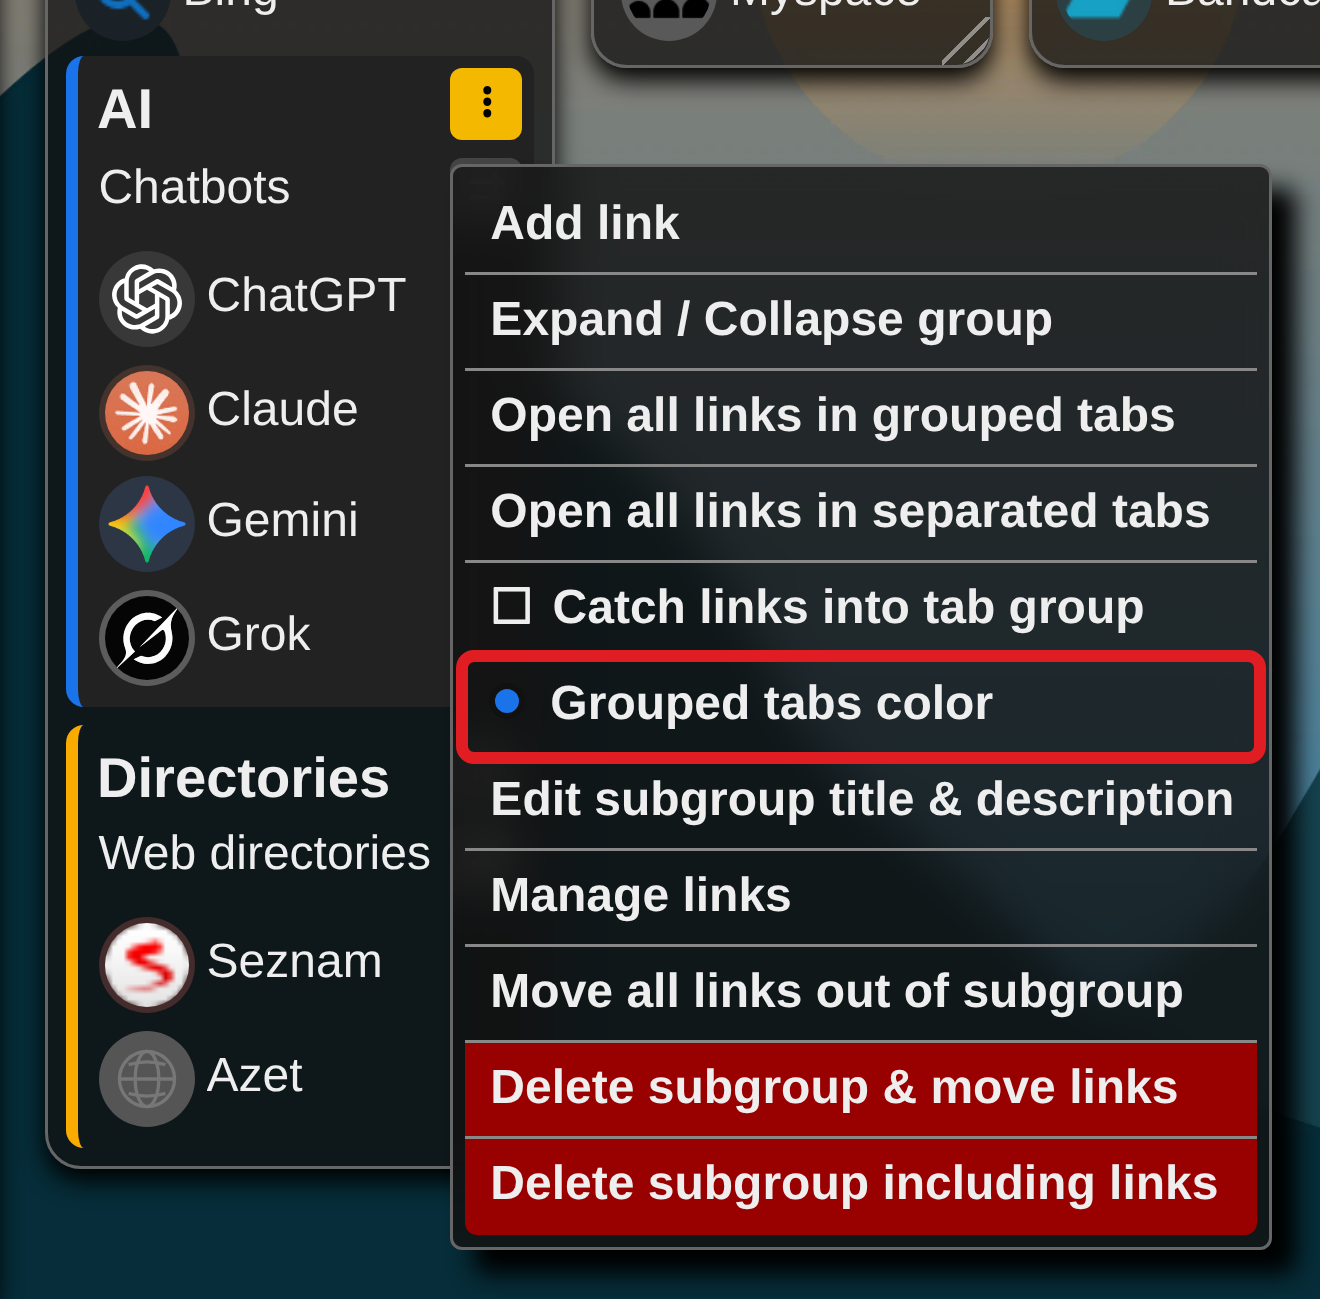 Bing
Myspace
AI
Chatbots
ChatGPT
Claude
Gemini
Grok
Directories
Web directories
Seznam
Azet
Add link
Expand / Collapse group
Open all links in grouped tabs
Open all links in separated tabs
Catch links into tab group
Grouped tabs color
Edit subgroup title & description
Manage links
Move all links out of subgroup
Delete subgroup & move links
Delete subgroup including links